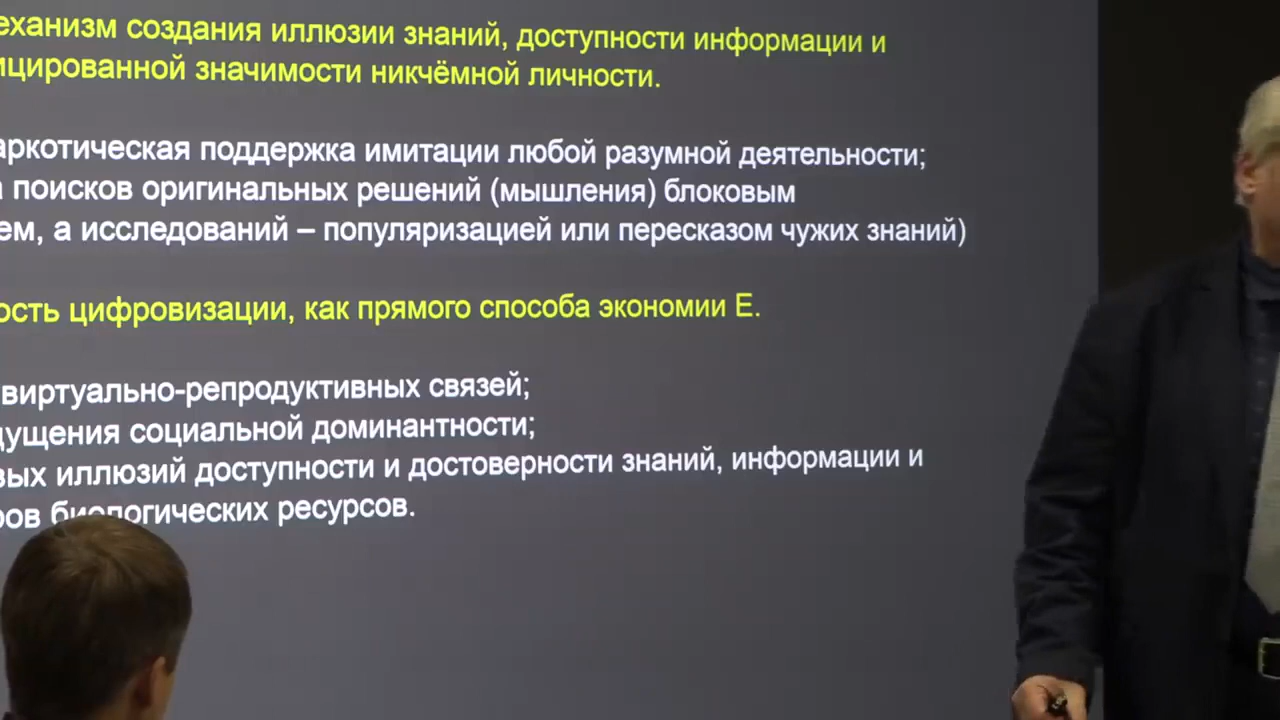 еханизм создания иллюзии знаний, доступности информации и
ицированной значимости никчёмной личности.
аркотическая поддержка имитации любой разумной деятельности;
поисков оригинальных решений (мышления) блоковым
ем, а исследований – популяризацией или пересказом чужих знаний)
ость цифровизации, как прямого способа экономии Е.
виртуально-репродуктивных связей;
ущения социальной доминантности;
вых иллюзий доступности и достоверности знаний, информации и
ров биологических ресурсов.